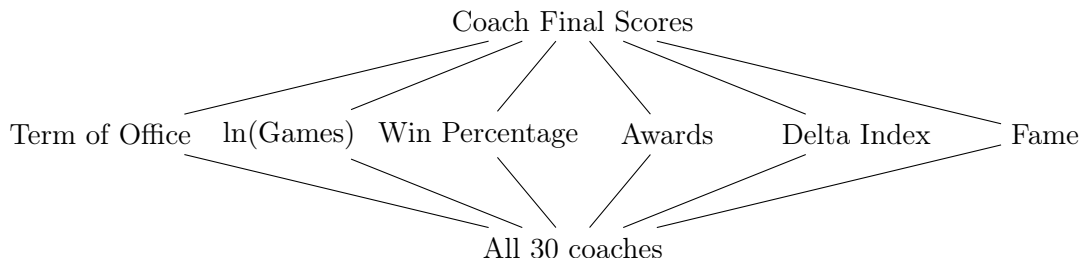 Coach Final Scores
Term of Office ln(Games) Win Percentage Awards Delta Index Fame
All 30 coaches